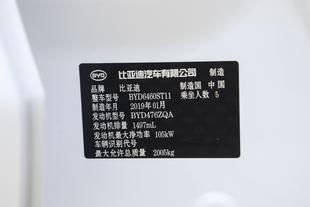 BYD 比亚迪汽车有限公司 制造
品牌 比亚迪 制造国 中国
整车型号 BYD6460ST11 乘坐人数 5
制造年月 2019年01月
发动机型号 BYD476ZQA
发动机排量 1497mL
发动机最大净功率 105kW
车辆识别代号
最大允许总质量 2005kg